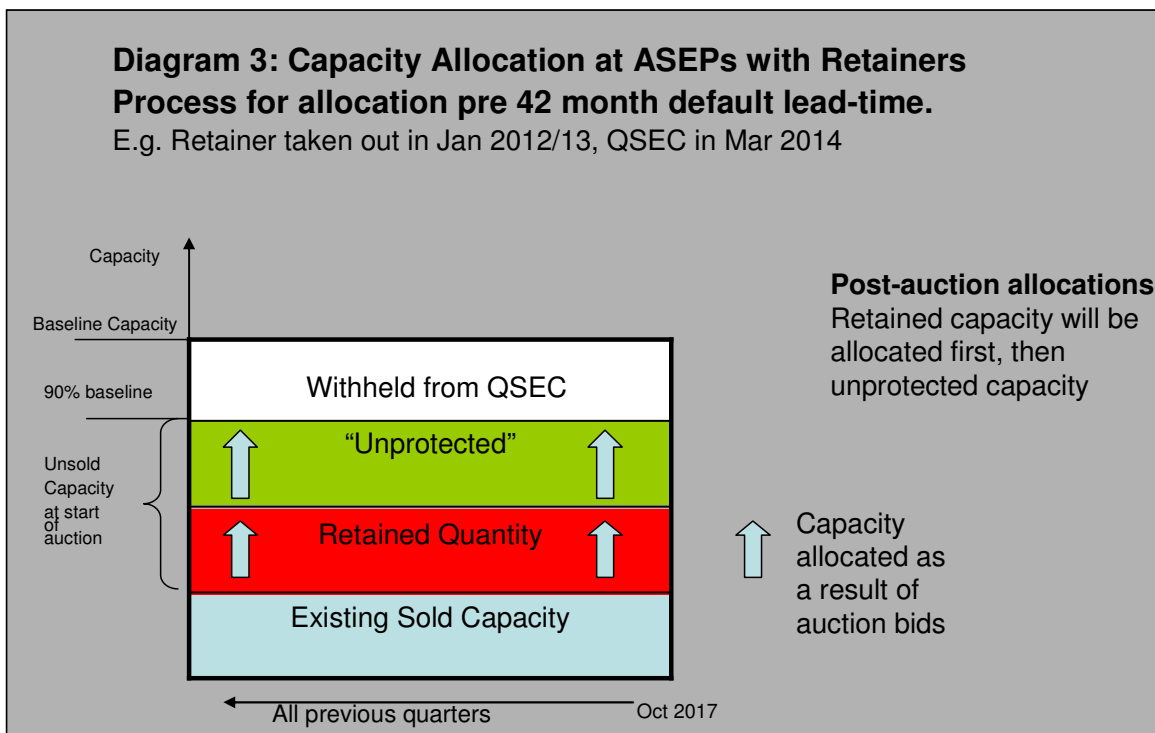 Diagram 3: Capacity Allocation at ASEPs with Retainers
Process for allocation pre 42 month default lead-time.
E.g. Retainer taken out in Jan 2012/13, QSEC in Mar 2014
Capacity
Baseline Capacity
90% baseline
Unsold
Capacity
at start
of
auction
Withheld from QSEC
“Unprotected”
Retained Quantity
Existing Sold Capacity
All previous quarters
Oct 2017
Post-auction allocations
Retained capacity will be
allocated first, then
unprotected capacity
Capacity
allocated as
a result of
auction bids